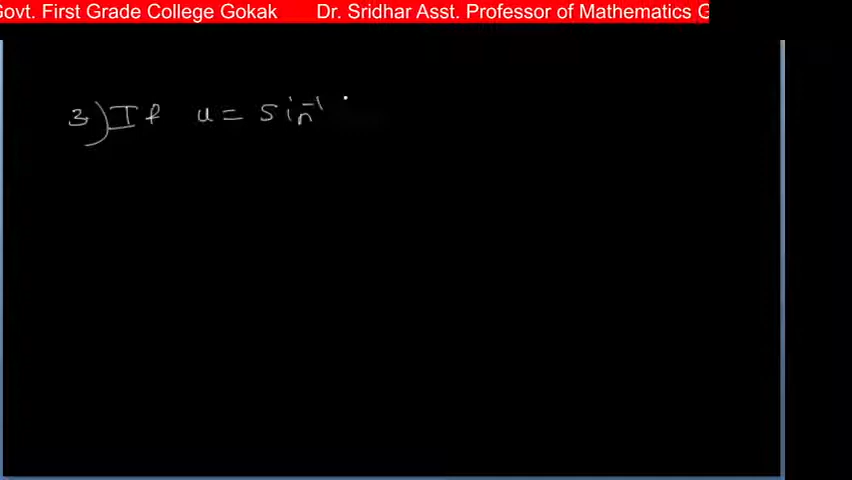 Govt. First Grade College Gokak Dr. Sridhar Asst. Professor of Mathematics G
3) If u = sin⁻¹